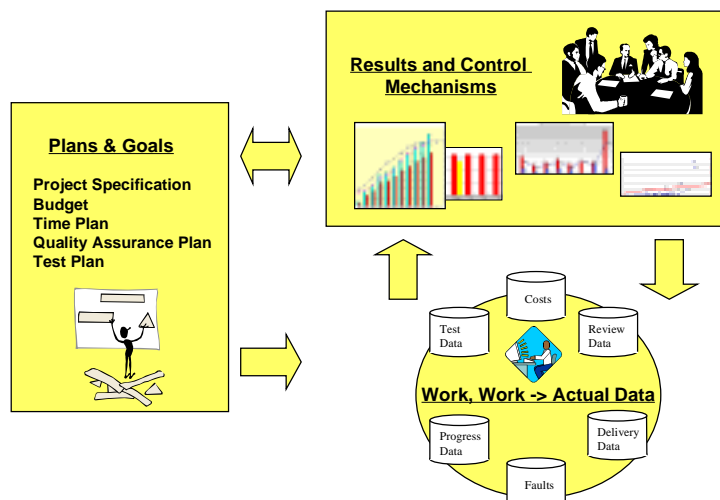 Plans & Goals
Project Specification
Budget
Time Plan
Quality Assurance Plan
Test Plan
Results and Control
Mechanisms
Costs
Test
Data
Review
Data
Work, Work -> Actual Data
Progress
Data
Delivery
Data
Faults